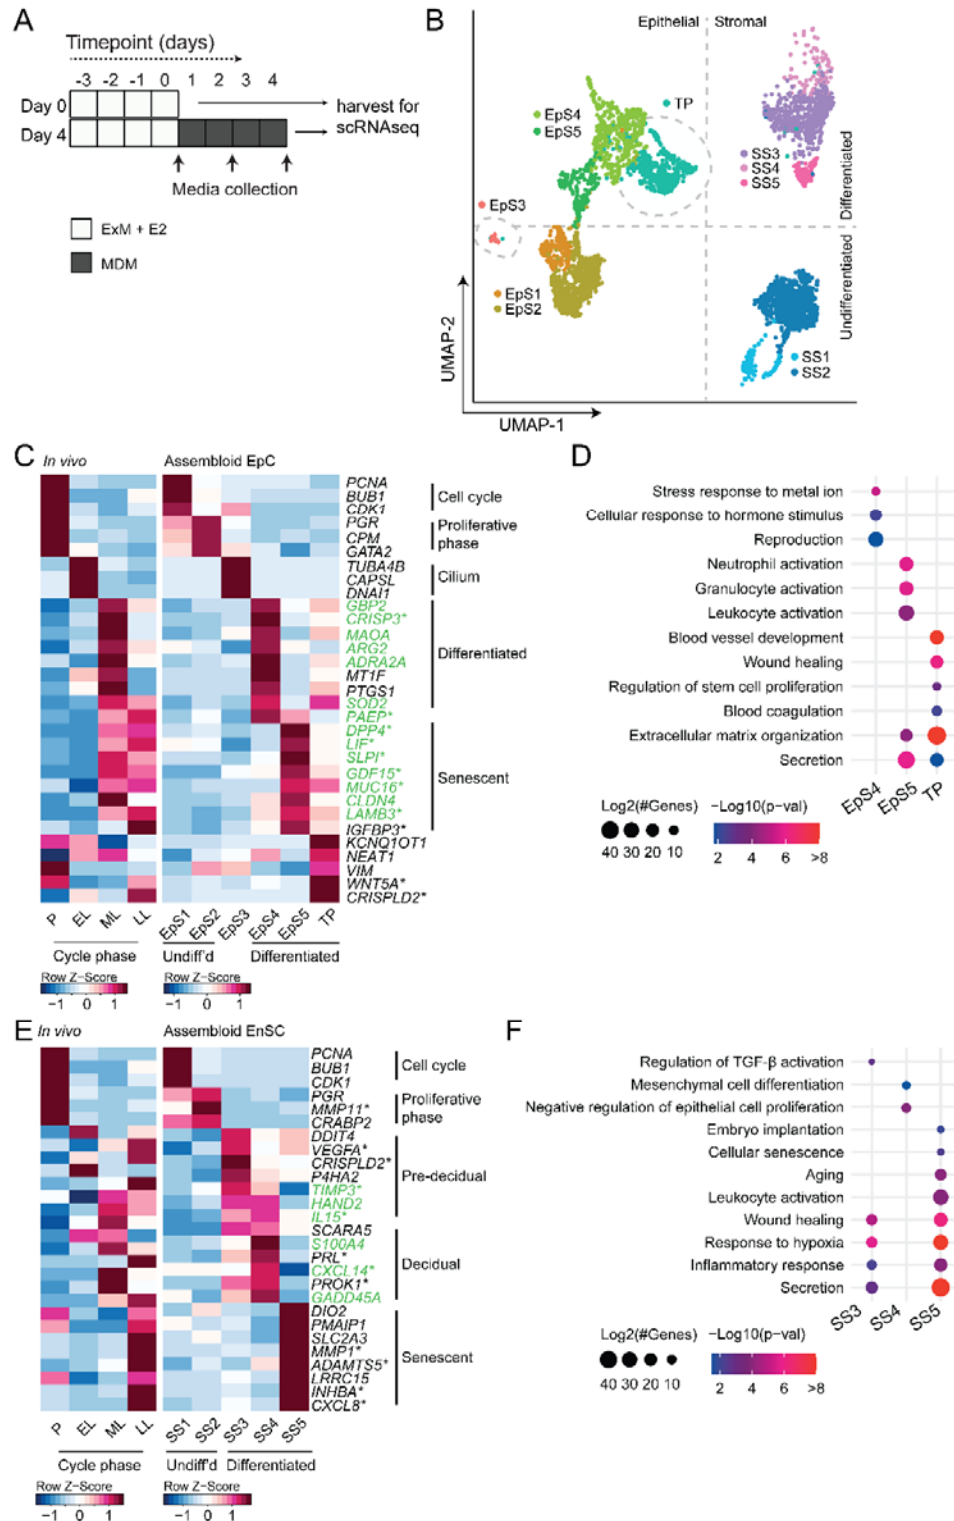 A
Timepoint (days)
-3 -2 -1 0 1 2 3 4
Day 0
Day 4
harvest for
scRNAseq
Media collection
ExM + E2
MDM
B
Epithelial Stromal
TP
EpS4
EpS5
SS3
SS4
SS5
EpS3
EpS1
EpS2
SS1
SS2
Differentiated
Undifferentiated
UMAP-2
UMAP-1
C
In vivo
Assembloid EpC
PCNA
BUB1
CDK1
PGR
CPM
GATA2
TUBA4B
CAPSL
DNAI1
GBP2
CRISP3*
MAOA
ARG2
ADRA2A
MT1F
PTGS1
SOD2
PAEP*
DPP4*
LIF*
SLPI*
GDF15*
MUC16*
CLDN4
LAMB3*
IGFBP3*
KCNQ1OT1
NEAT1
VIM
WNT5A*
CRISPLD2*
Cell cycle
Proliferative
phase
Cilium
Differentiated
Senescent
P EL ML LL
EpS1 EpS2 EpS3 EpS4 EpS5 TP
Cycle phase
Undiff'd
Differentiated
Row Z-Score
-1 0 1
Row Z-Score
-1 0 1
D
Stress response to metal ion
Cellular response to hormone stimulus
Reproduction
Neutrophil activation
Granulocyte activation
Leukocyte activation
Blood vessel development
Wound healing
Regulation of stem cell proliferation
Blood coagulation
Extracellular matrix organization
Secretion
EpS4 EpS5 TP
Log2(#Genes)
40 30 20 10
-Log10(p-val)
2 4 6 >8
E
In vivo
Assembloid EnSC
PCNA
BUB1
CDK1
PGR
MMP11*
CRABP2
DDIT4
VEGFA*
CRISPLD2*
P4HA2
TIMP3*
HAND2
IL15*
SCARA5
S100A4
PRL*
CXCL14*
PROK1*
GADD45A
DIO2
PMAIP1
SLC2A3
MMP1*
ADAMTS5*
LRRC15
INHBA*
CXCL8*
Cell cycle
Proliferative
phase
Pre-decidual
Decidual
Senescent
P EL ML LL
SS1 SS2 SS3 SS4 SS5
Cycle phase
Undiff'd
Differentiated
Row Z-Score
-1 0 1
Row Z-Score
-1 0 1
F
Regulation of TGF-β activation
Mesenchymal cell differentiation
Negative regulation of epithelial cell proliferation
Embryo implantation
Cellular senescence
Aging
Leukocyte activation
Wound healing
Response to hypoxia
Inflammatory response
Secretion
SS3 SS4 SS5
Log2(#Genes)
40 30 20 10
-Log10(p-val)
2 4 6 >8